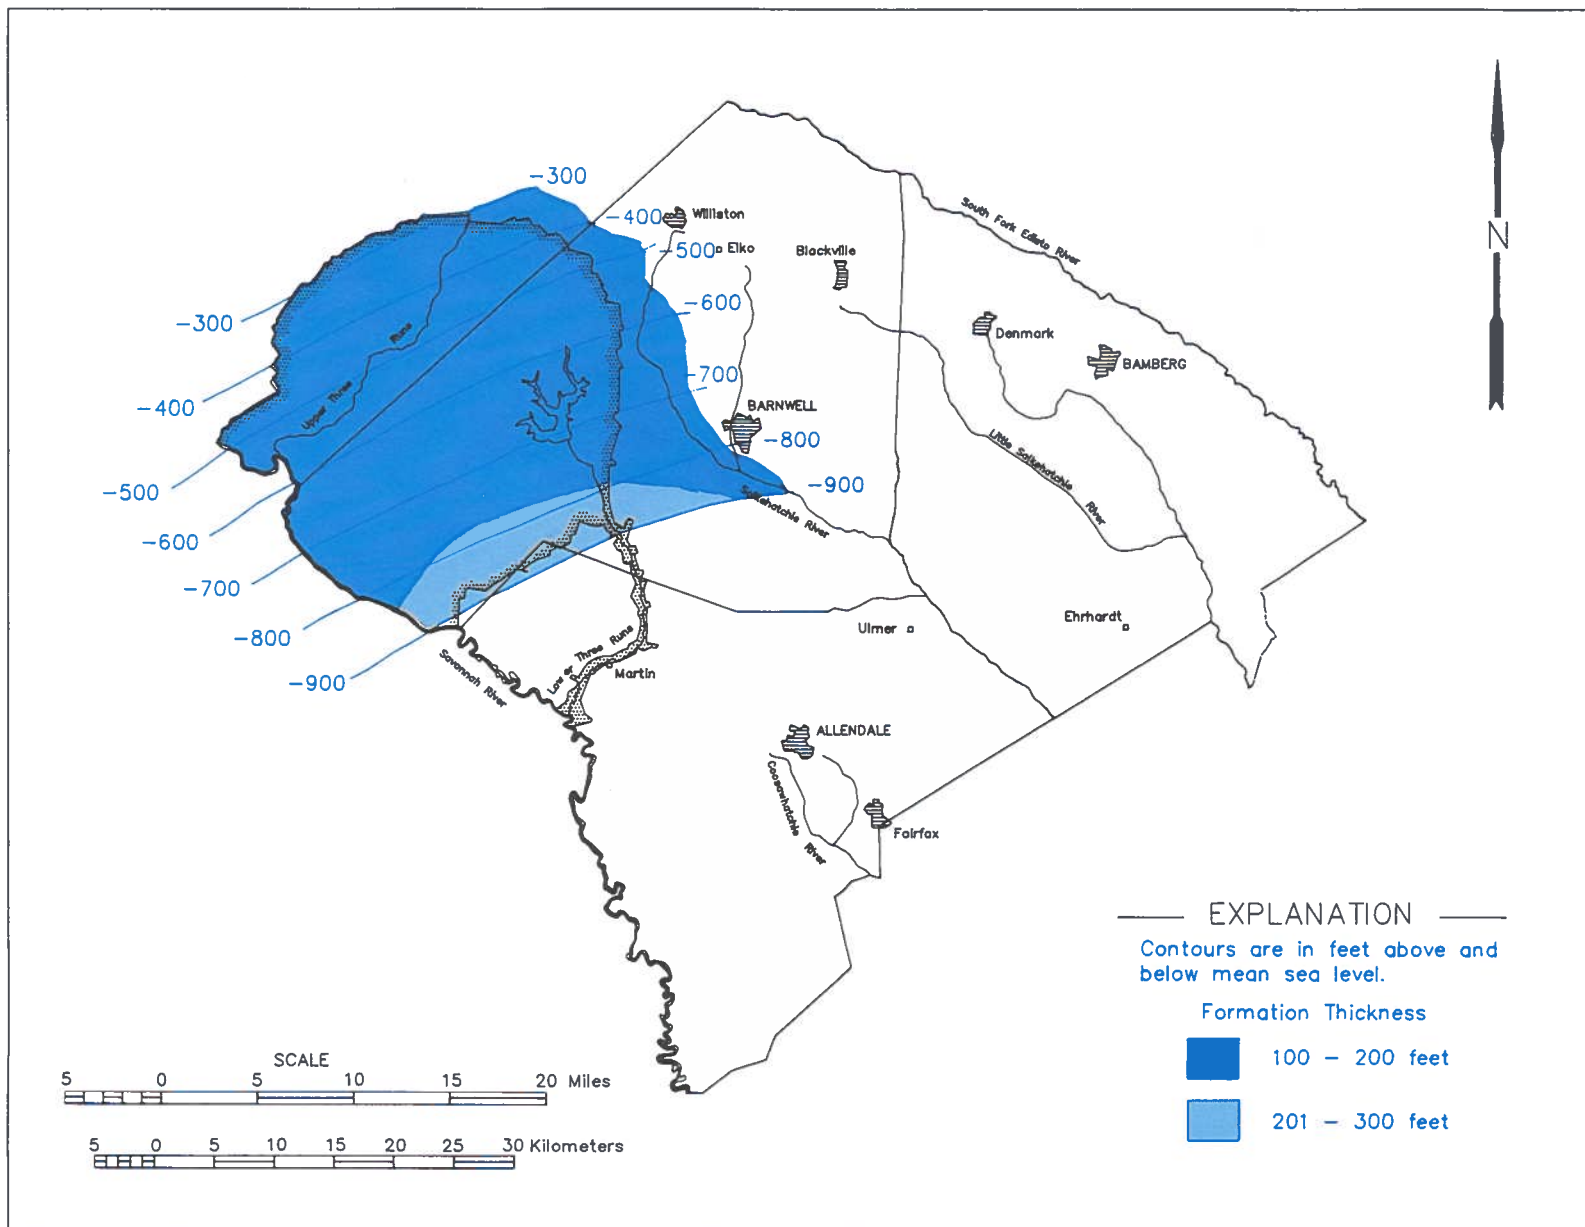 -300
-400
-500
-600
-700
-800
-900
-300
-400
-500
-600
-700
-800
-900
Williston
Elko
Blackville
Denmark
BAMBERG
BARNWELL
South Fork Edisto River
Upper Three Runs
Little Salkehatchie River
Salkehatchie River
Savannah River
Lower Three Runs
Martin
Ulmer
Ehrhardt
ALLENDALE
Coosawhatchie River
Fairfax
N
EXPLANATION
Contours are in feet above and
below mean sea level.
Formation Thickness
100 - 200 feet
201 - 300 feet
SCALE
5 0 5 10 15 20 Miles
5 0 5 10 15 20 25 30 Kilometers